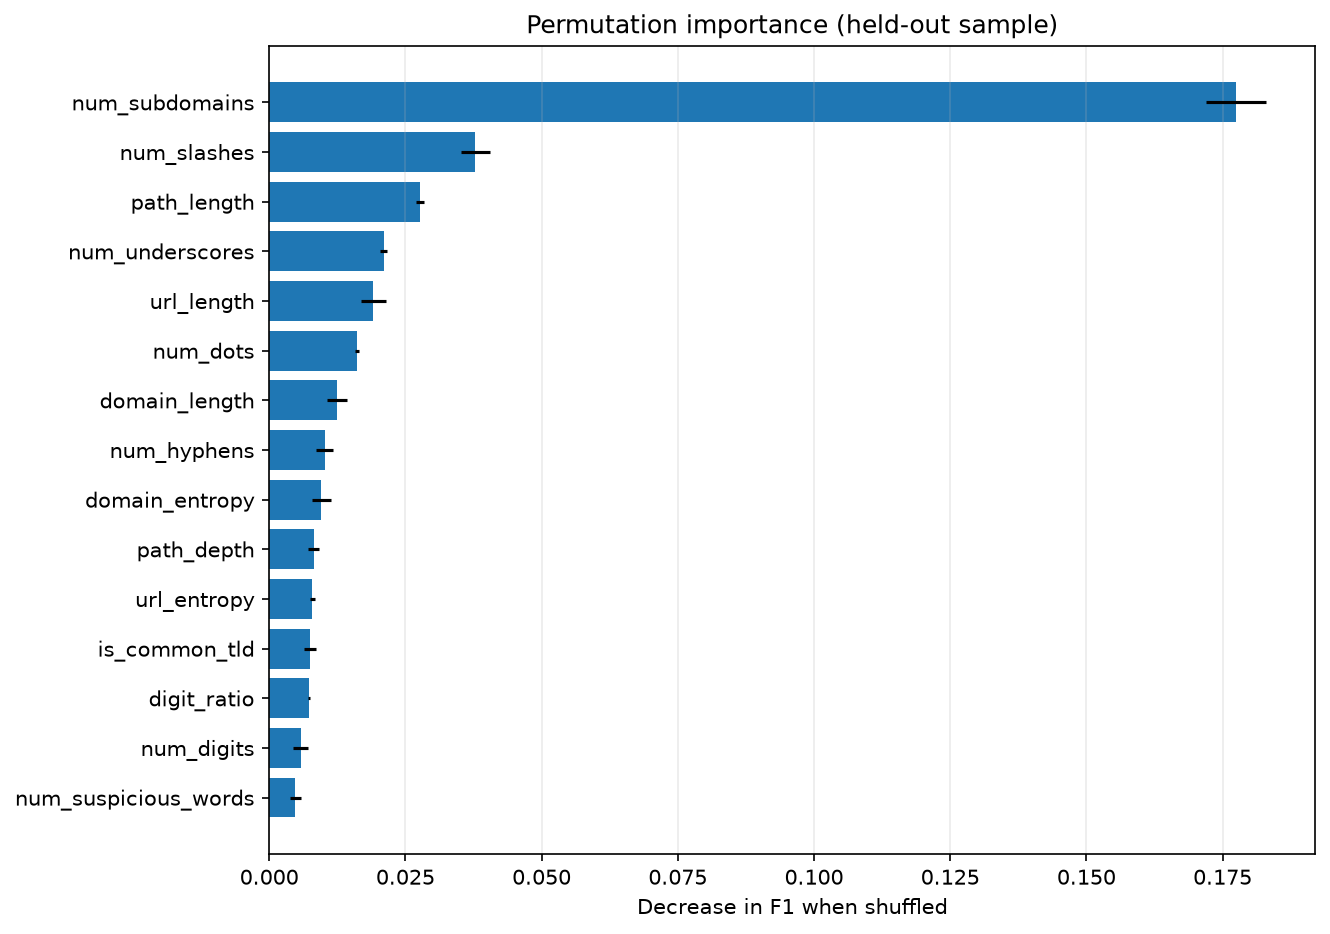 Permutation importance (held-out sample)
num_subdomains
num_slashes
path_length
num_underscores
url_length
num_dots
domain_length
num_hyphens
domain_entropy
path_depth
url_entropy
is_common_tld
digit_ratio
num_digits
num_suspicious_words
0.000 0.025 0.050 0.075 0.100 0.125 0.150 0.175
Decrease in F1 when shuffled